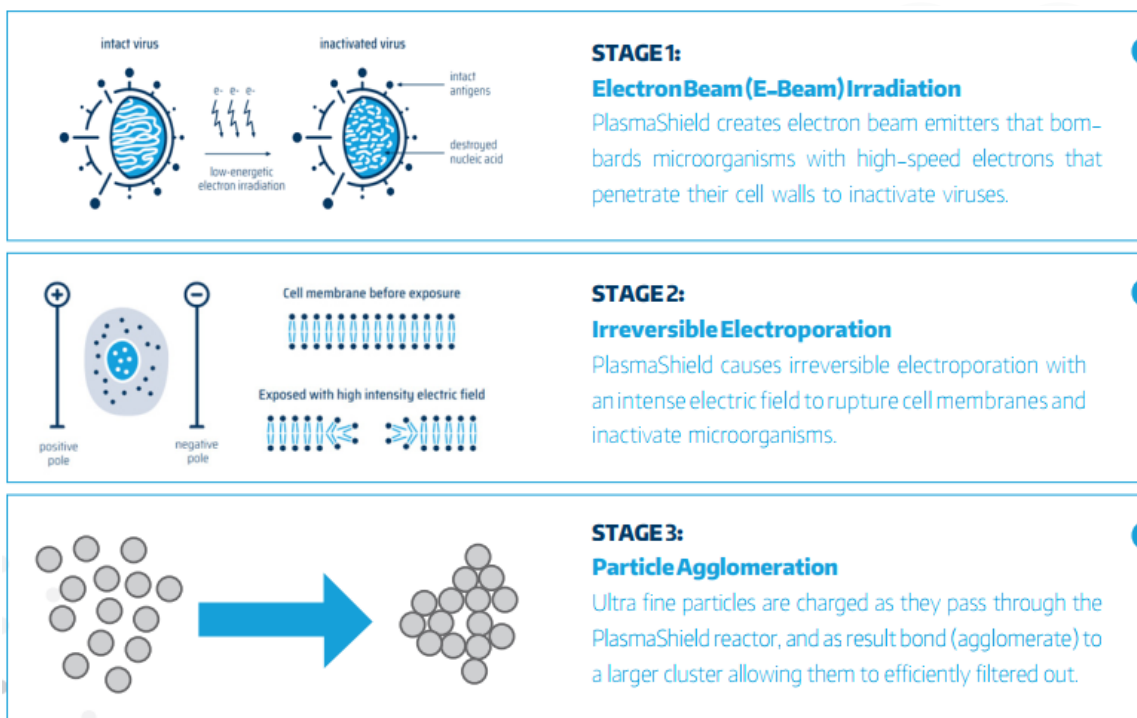 intact virus
inactivated virus
e- e- e-
intact
antigens
destroyed
nucleic acid
low-energetic
electron irradiation
STAGE 1:
Electron Beam (E-Beam) Irradiation
PlasmaShield creates electron beam emitters that bom-
bards microorganisms with high-speed electrons that
penetrate their cell walls to inactivate viruses.
+
-
positive
pole
negative
pole
Cell membrane before exposure
Exposed with high intensity electric field
STAGE 2:
Irreversible Electroporation
PlasmaShield causes irreversible electroporation with
an intense electric field to rupture cell membranes and
inactivate microorganisms.
STAGE 3:
Particle Agglomeration
Ultra fine particles are charged as they pass through the
PlasmaShield reactor, and as result bond (agglomerate) to
a larger cluster allowing them to efficiently filtered out.